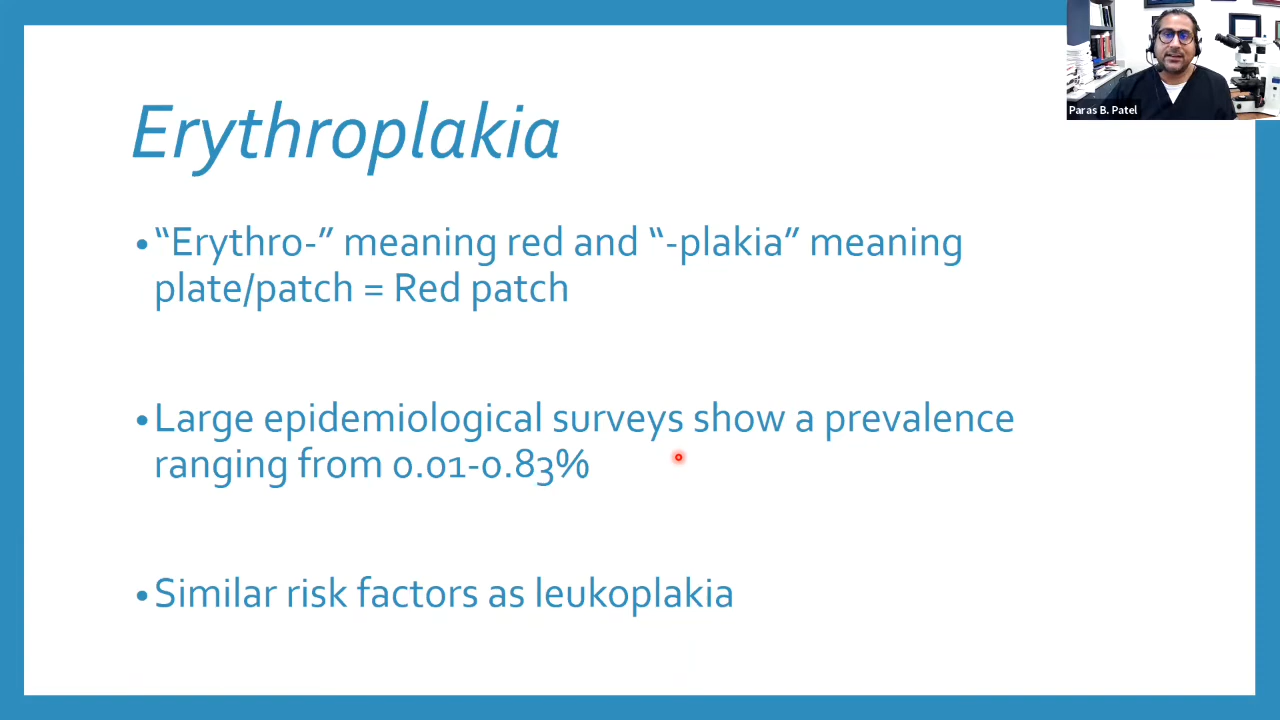 Paras B. Patel
Erythroplakia
•“Erythro-” meaning red and “-plakia” meaning
plate/patch = Red patch
•Large epidemiological surveys show a prevalence
ranging from 0.01-0.83%
•Similar risk factors as leukoplakia